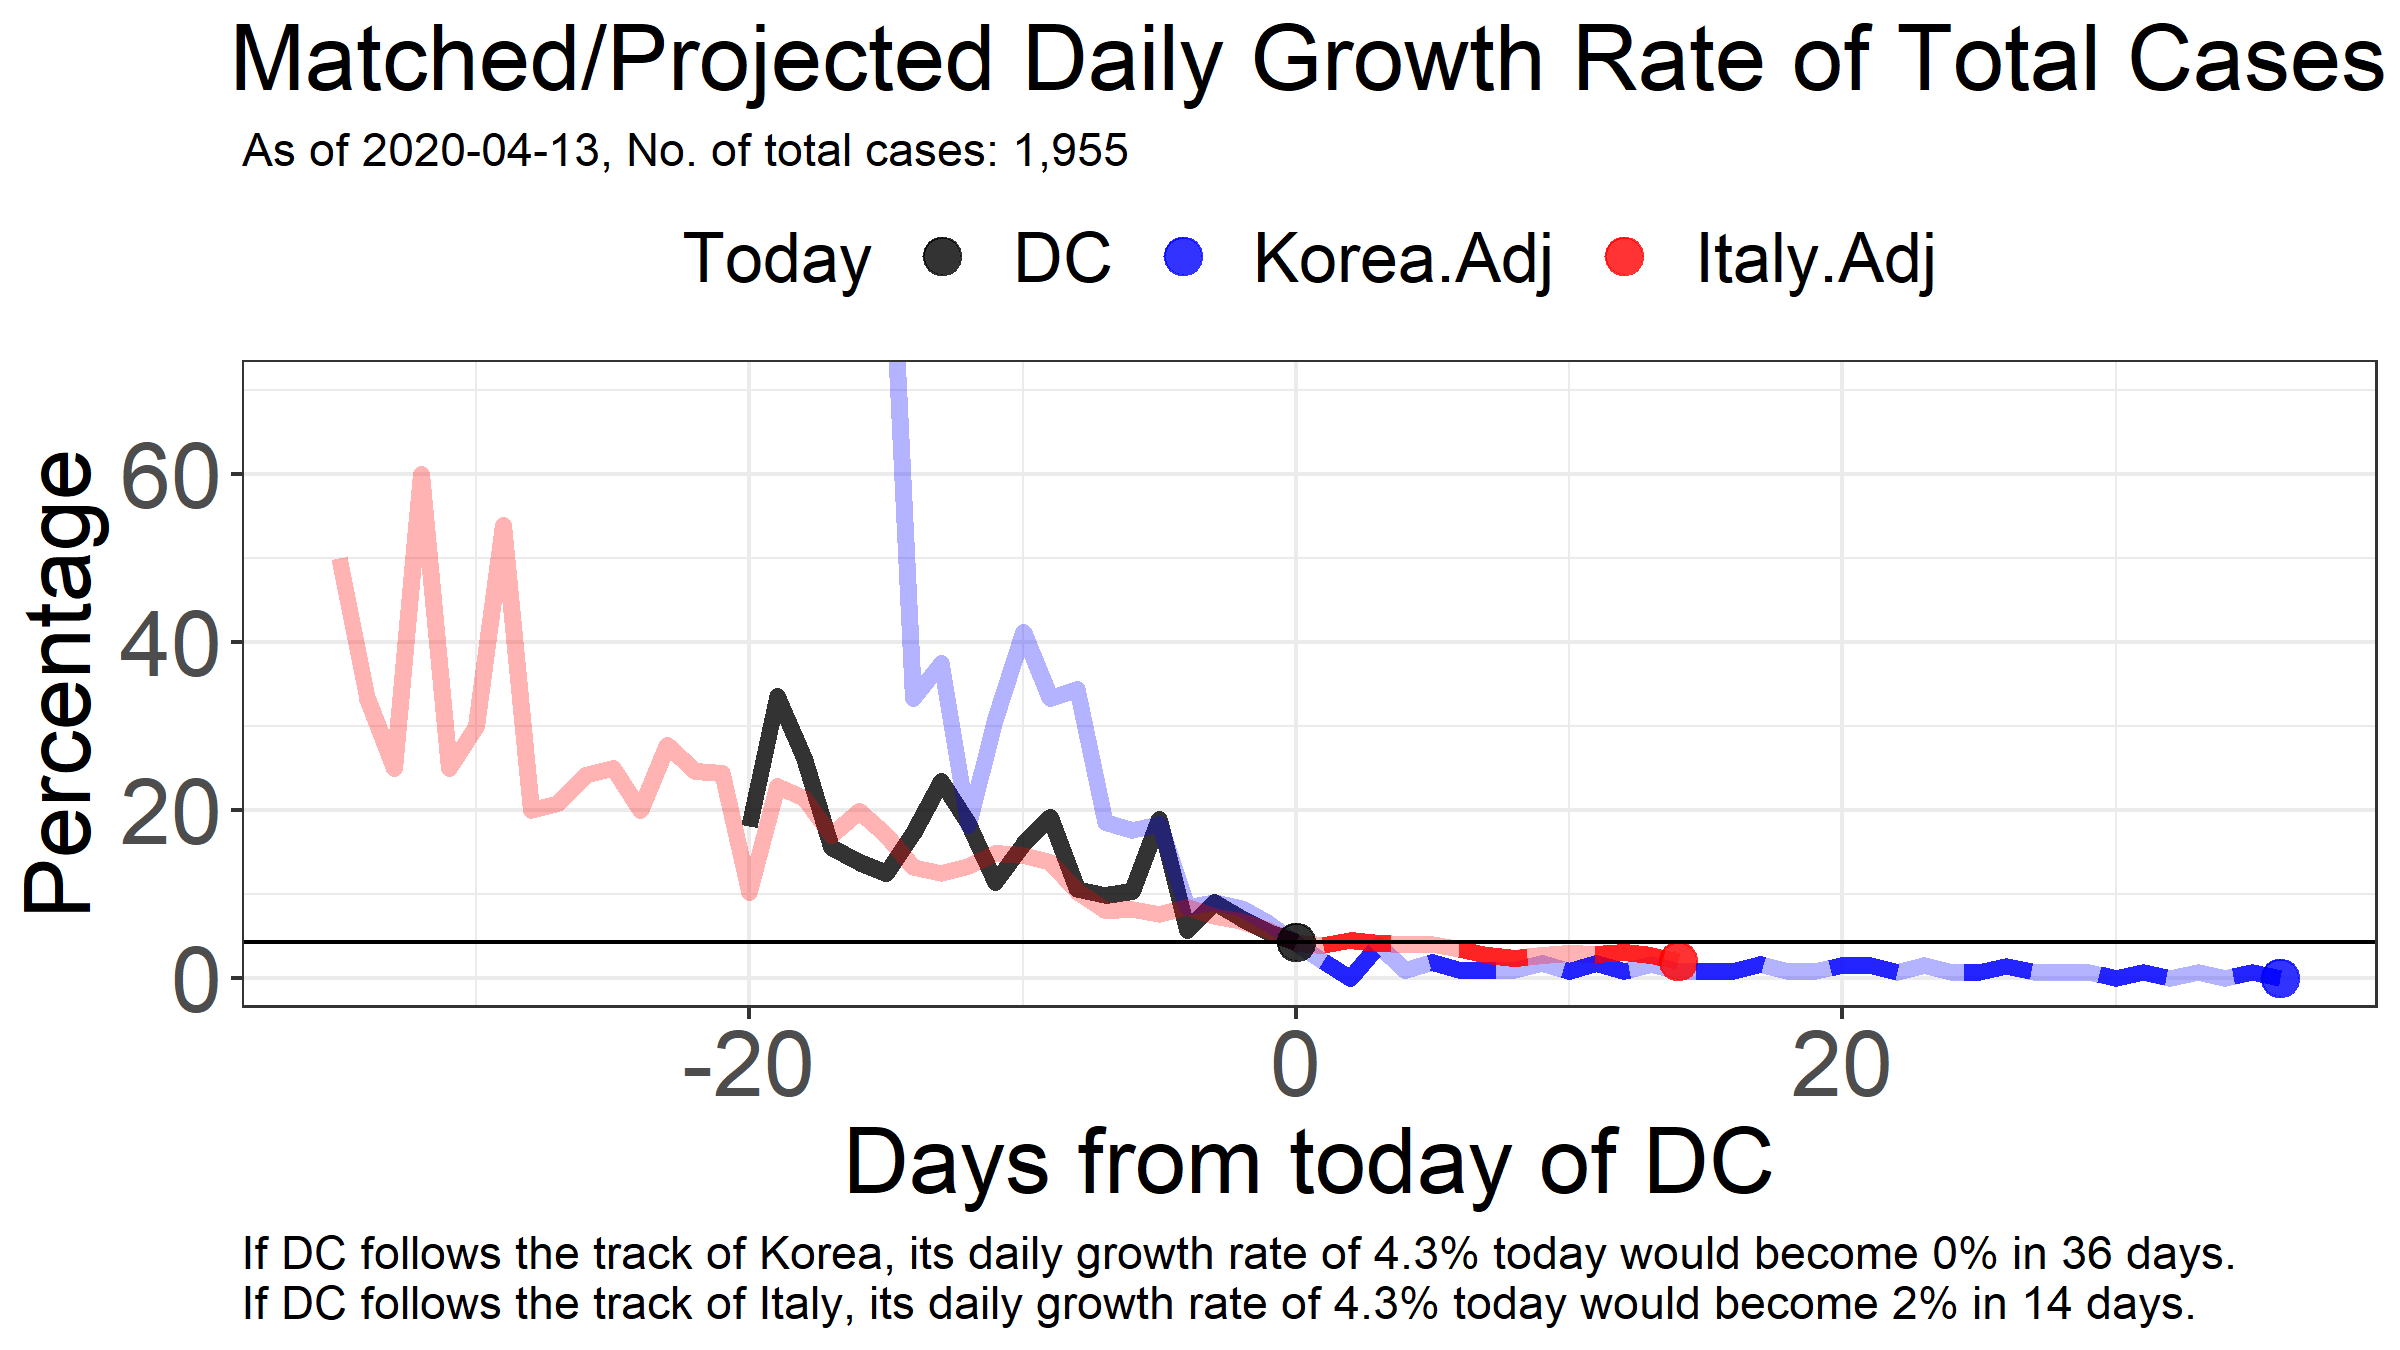 Matched/Projected Daily Growth Rate of Total Cases
As of 2020-04-13, No. of total cases: 1,955
Today DC Korea.Adj Italy.Adj
Percentage
60
40
20
0
-20 0 20
Days from today of DC
If DC follows the track of Korea, its daily growth rate of 4.3% today would become 0% in 36 days.
If DC follows the track of Italy, its daily growth rate of 4.3% today would become 2% in 14 days.